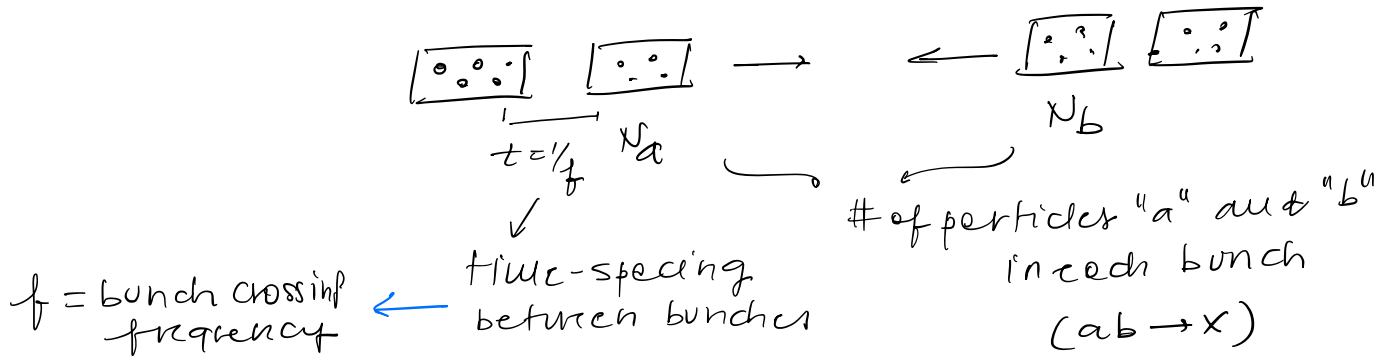 N_a
N_b
t = 1/f
# of particles "a" and "b"
in each bunch
(ab → X)
time-spacing
between bunches
f = bunch crossing
frequency